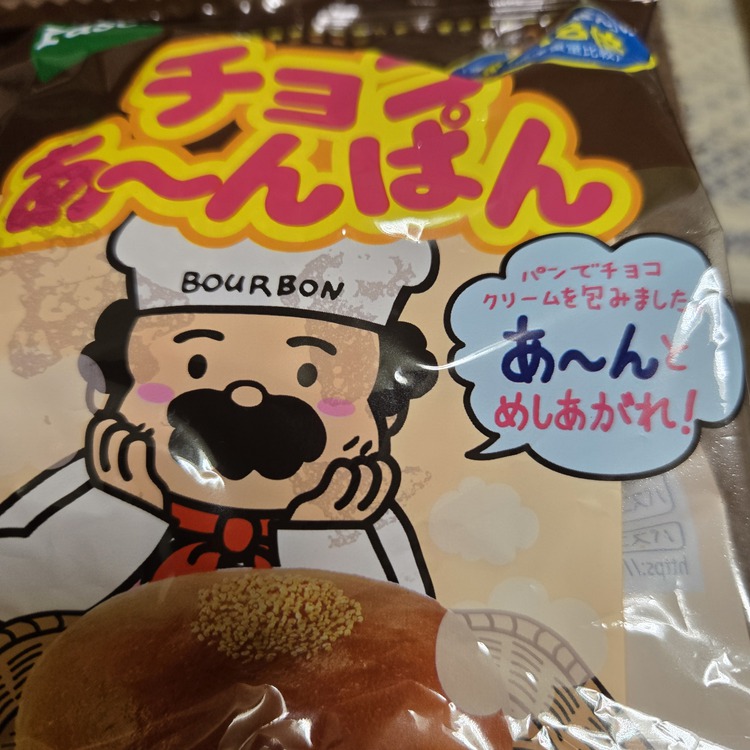 チョコ
あ〜んぱん
BOURBON
パンでチョコ
クリームを包みました
あ〜んと
めしあがれ!